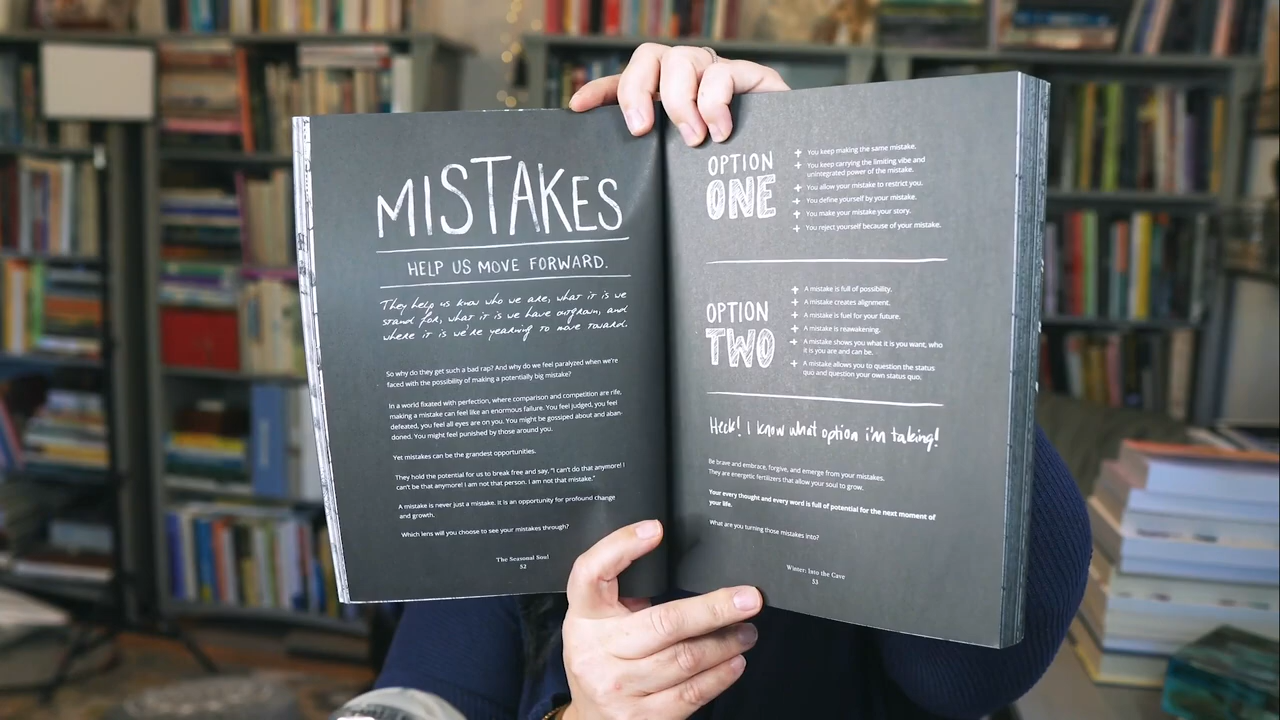 MISTAKES
HELP US MOVE FORWARD.
They help us know who we are, what it is we
stand for, what it is we have outgrown, and
where it is we're yearning to move toward.
So why do they get such a bad rap? And why do we feel paralyzed when we're
faced with the possibility of making a potentially big mistake?
In a world fixated with perfection, where comparison and competition are rife,
making a mistake can feel like an enormous failure. You feel judged, you feel
defeated, you feel all eyes are on you. You might be gossiped about and aban-
doned. You might feel punished by those around you.
Yet mistakes can be the grandest opportunities.
They hold the potential for us to break free and say, "I can't do that anymore! I
can't be that anymore! I am not that person. I am not that mistake."
A mistake is never just a mistake. It is an opportunity for profound change
and growth.
Which lens will you choose to see your mistakes through?
The Seasonal Soul
52
OPTION
ONE
+ You keep making the same mistake.
+ You keep carrying the limiting vibe and
unintegrated power of the mistake.
+ You allow your mistake to restrict you.
+ You define yourself by your mistake.
+ You make your mistake your story.
+ You reject yourself because of your mistake.
OPTION
TWO
+ A mistake is full of possibility.
+ A mistake creates alignment.
+ A mistake is fuel for your future.
+ A mistake is reawakening.
+ A mistake shows you what it is you want, who
it is you are and can be.
+ A mistake allows you to question the status
quo and question your own status quo.
Heck! I know what option i'm taking!
Be brave and embrace, forgive, and emerge from your mistakes.
They are energetic fertilizers that allow your soul to grow.
Your every thought and every word is full of potential for the next moment of
your life.
What are you turning those mistakes into?
Winter: Into the Cave
53